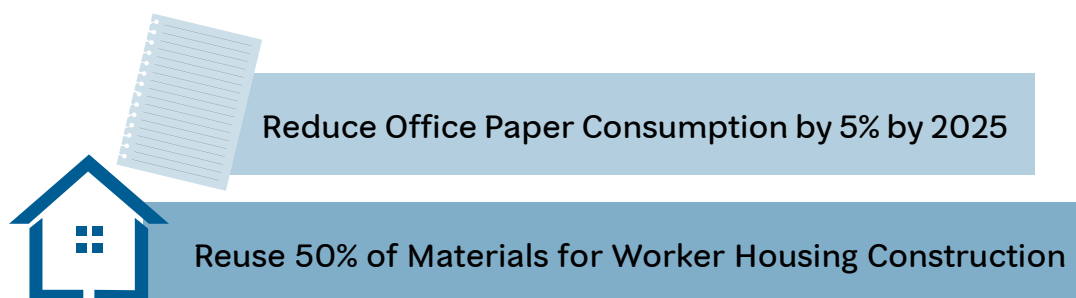 Reduce Office Paper Consumption by 5% by 2025
Reuse 50% of Materials for Worker Housing Construction